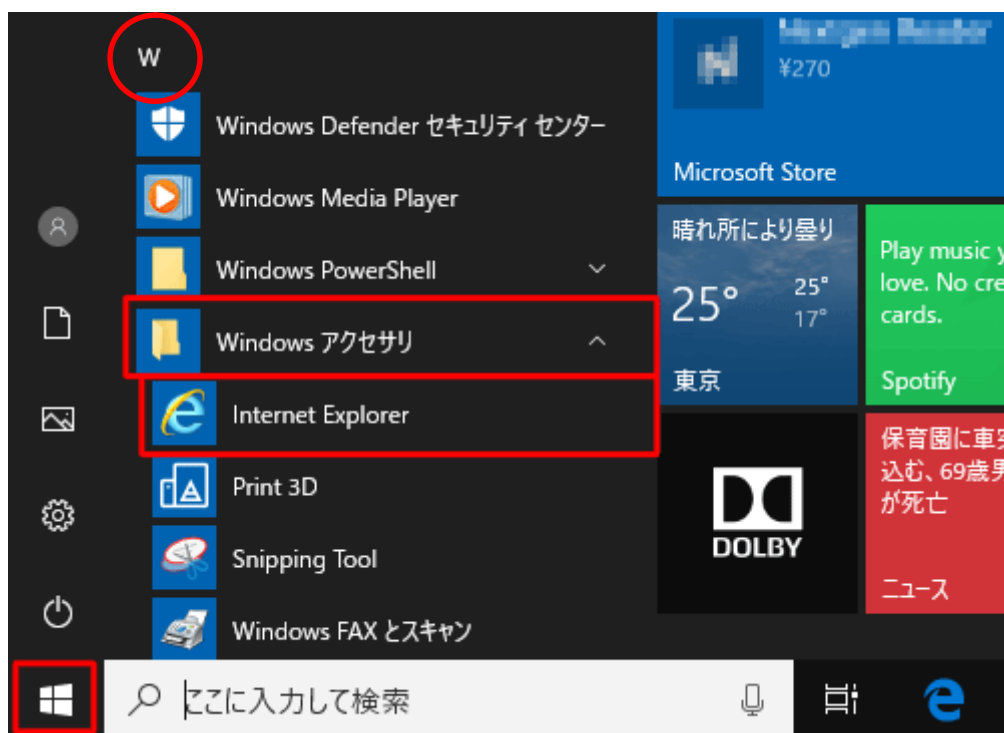 W
Windows Defender セキュリティ センター
Windows Media Player
Windows PowerShell
Windows アクセサリ
Internet Explorer
Print 3D
Snipping Tool
Windows FAX とスキャン
ここに入力して検索
¥270
Microsoft Store
晴れ所により曇り
25°
25°
17°
東京
Play music y
love. No cre
cards.
Spotify
DOLBY
保育園に車突
込む、69歳男
が死亡
ニュース